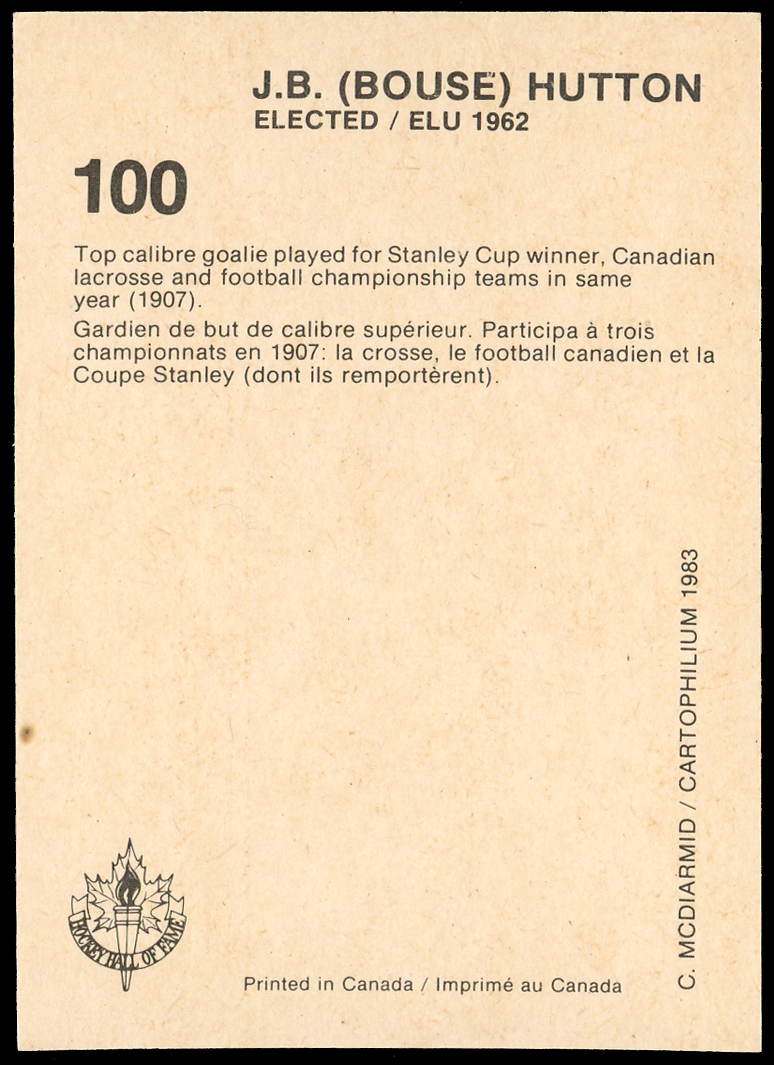 J.B. (BOUSE) HUTTON
ELECTED / ELU 1962
100
Top calibre goalie played for Stanley Cup winner, Canadian
lacrosse and football championship teams in same
year (1907).
Gardien de but de calibre supérieur. Participa à trois
championnats en 1907: la crosse, le football canadien et la
Coupe Stanley (dont ils remportèrent).
C. MCDIARMID / CARTOPHILIUM 1983
HOCKEY HALL OF FAME
Printed in Canada / Imprimé au Canada